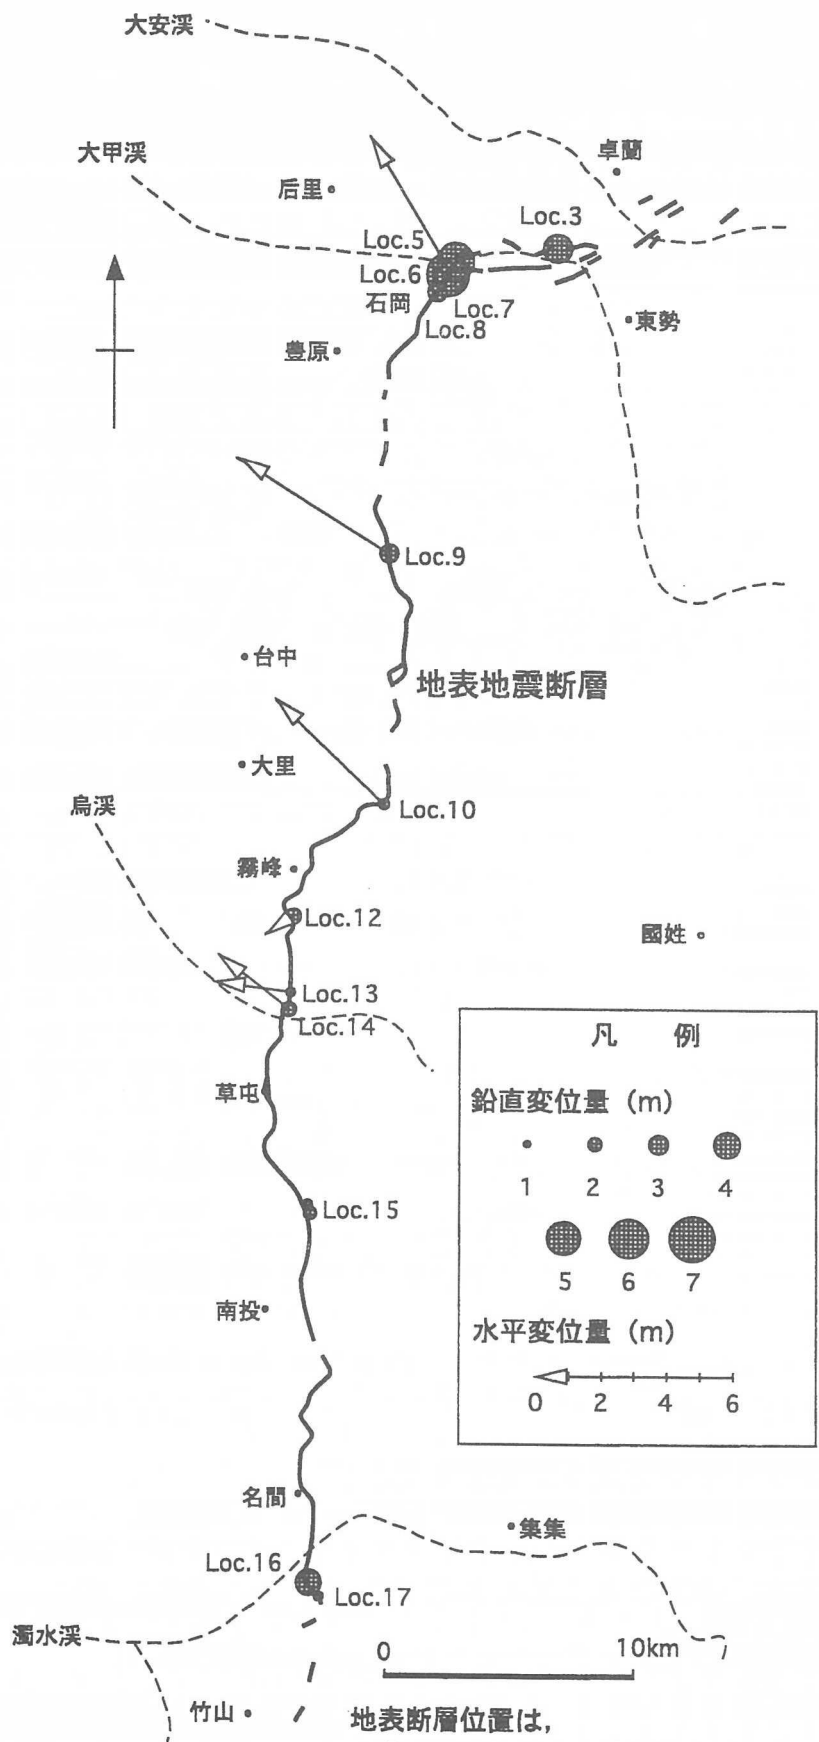 大安渓
大甲渓
卓蘭
后里
Loc.3
Loc.5
Loc.6
石岡
Loc.7
Loc.8
東勢
豊原
Loc.9
台中
地表地震断層
大里
Loc.10
烏渓
霧峰
Loc.12
國姓
Loc.13
Loc.14
草屯
Loc.15
南投
凡 例
鉛直変位量 (m)
1 2 3 4
5 6 7
水平変位量 (m)
0 2 4 6
名間
集集
Loc.16
Loc.17
濁水渓
0 10km
竹山
地表断層位置は,